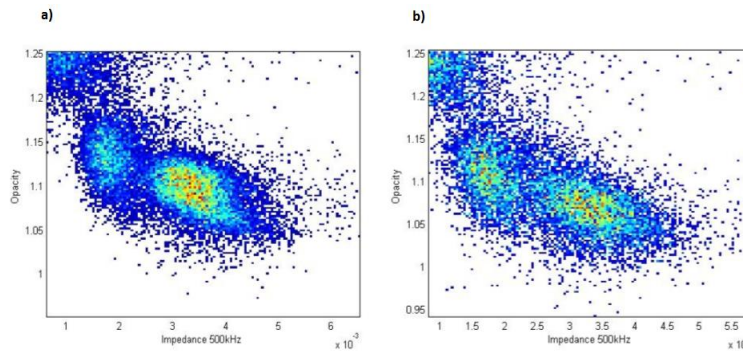 a)
1.25
1.2
1.15
1.1
1.05
1
Opacity
1 2 3 4 5 6
Impedance 500kHz
x 10⁻³
b)
1.25
1.2
1.15
1.1
1.05
1
0.95
Opacity
1 1.5 2 2.5 3 3.5 4 4.5 5 5.5
Impedance 500kHz
x 10